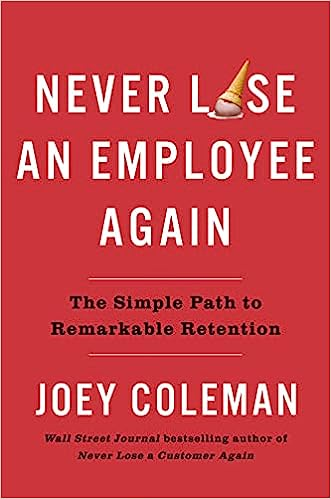 NEVER LOSE
AN EMPLOYEE
AGAIN
The Simple Path to
Remarkable Retention
JOEY COLEMAN
Wall Street Journal bestselling author of
Never Lose a Customer Again